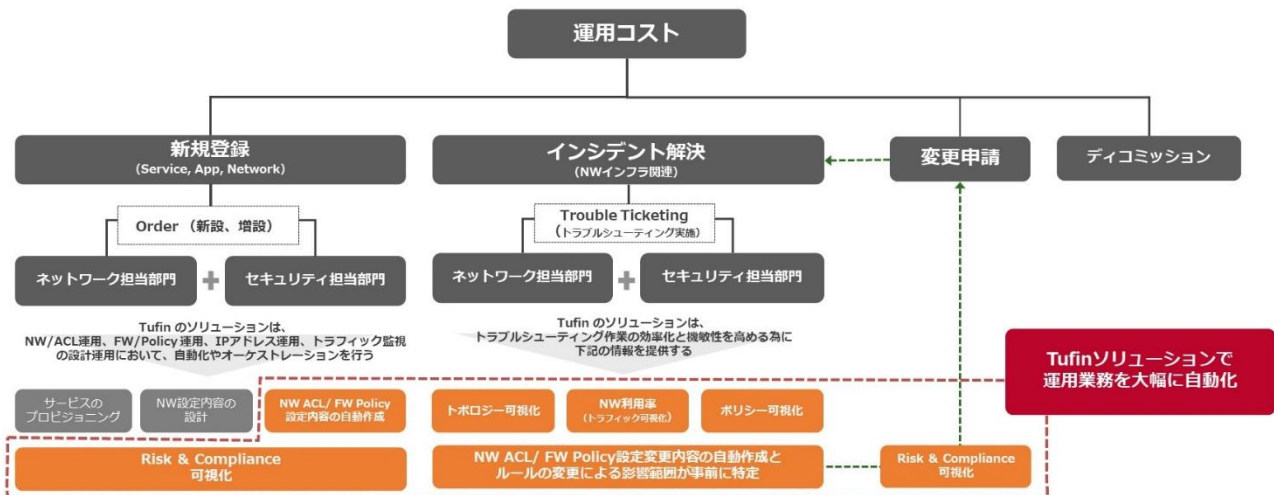 運用コスト
新規登録
(Service, App, Network)
インシデント解決
(NWインフラ関連)
変更申請
ディコミッション
Order （新設、増設）
Trouble Ticketing
（トラブルシューティング実施）
ネットワーク担当部門
+
セキュリティ担当部門
ネットワーク担当部門
+
セキュリティ担当部門
Tufin のソリューションは、
NW/ACL運用、FW/Policy 運用、IPアドレス運用、トラフィック監視
の設計運用において、自動化やオーケストレーションを行う
Tufin のソリューションは、
トラブルシューティング作業の効率化と機敏性を高める為に
下記の情報を提供する
Tufinソリューションで
運用業務を大幅に自動化
サービスの
プロビジョニング
NW設定内容の
設計
NW ACL/ FW Policy
設定内容の自動作成
トポロジー可視化
NW利用率
(トラフィック可視化)
ポリシー可視化
Risk & Compliance
可視化
NW ACL/ FW Policy設定変更内容の自動作成と
ルールの変更による影響範囲が事前に特定
Risk & Compliance
可視化